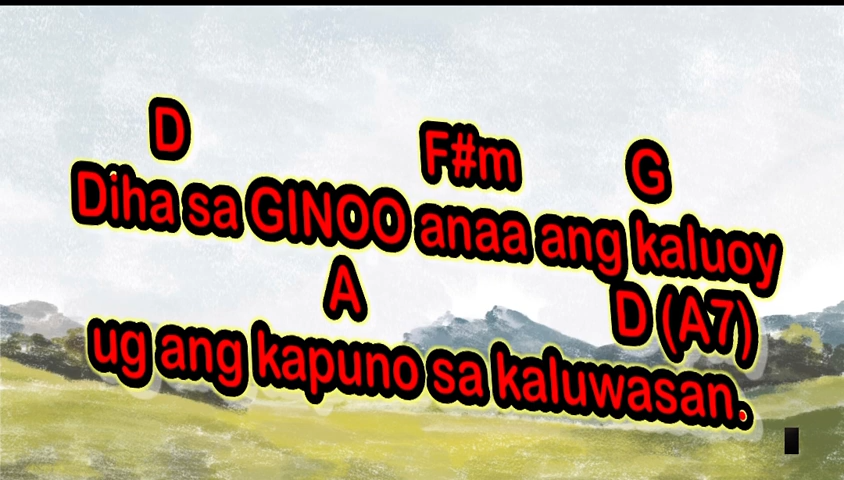 D F#m G
Diha sa GINOO anaa ang kaluoy
A D (A7)
ug ang kapuno sa kaluwasan.